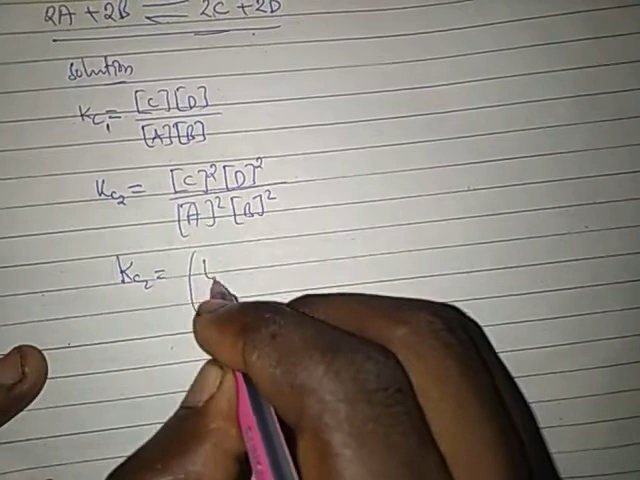 2A + 2B ⇌ 2C + 2D
solution
Kc₁ = [C][D]
[A][B]
Kc₂ = [C]²[D]²
[A]²[B]²
Kc₂ = (